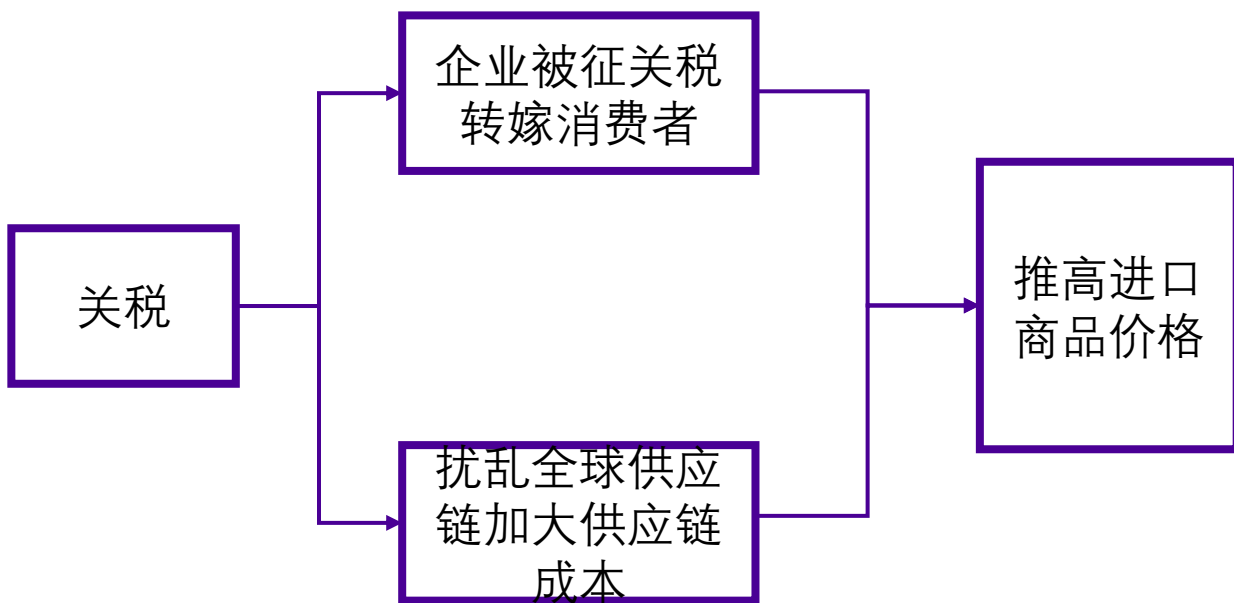 关税
企业被征关税
转嫁消费者
扰乱全球供应
链加大供应链
成本
推高进口
商品价格